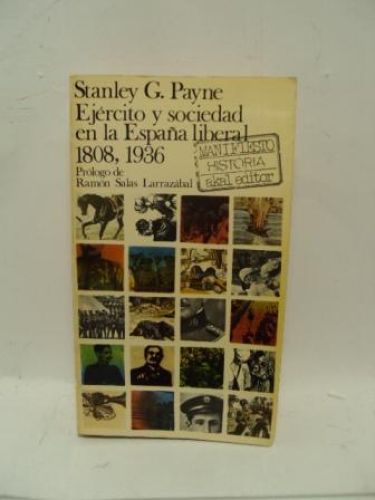 Stanley G. Payne
Ejército y sociedad
en la España liberal
1808, 1936
Prólogo de
Ramón Salas Larrazábal
MANIFIESTO
HISTORIA
akal editor